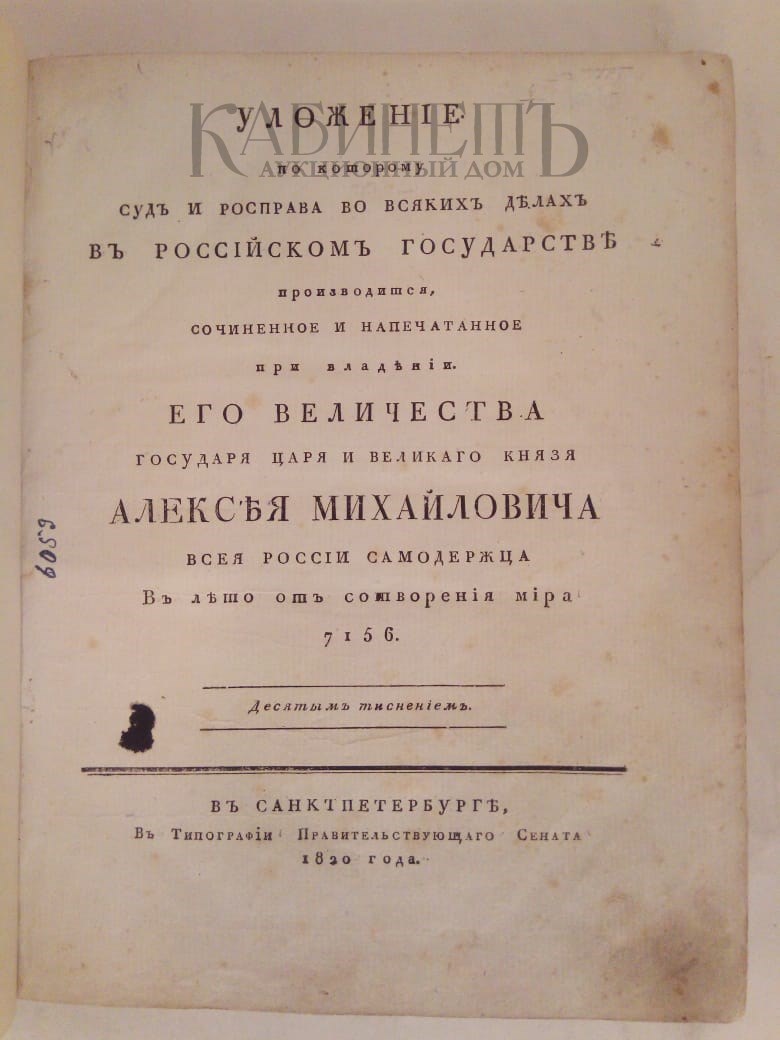 КАБИНЕТЪ
АУКЦИОННЫЙ ДОМ
УЛОЖЕНІЕ
по которому
СУДЪ И РОСПРАВА ВО ВСЯКИХЪ ДѢЛАХЪ
ВЪ РОССІЙСКОМЪ ГОСУДАРСТВѢ
производится,
СОЧИНЕННОЕ И НАПЕЧАТАННОЕ
при владѣніи.
ЕГО ВЕЛИЧЕСТВА
ГОСУДАРЯ ЦАРЯ И ВЕЛИКАГО КНЯЗЯ
АЛЕКСѢЯ МИХАЙЛОВИЧА
ВСЕЯ РОССІИ САМОДЕРЖЦА
Въ лѣто отъ сотворенія міра
7156.
Десятымъ тисненіемъ.
ВЪ САНКТПЕТЕРБУРГѢ,
Въ Типографіи Правительствующаго Сената
1820 года.
6059